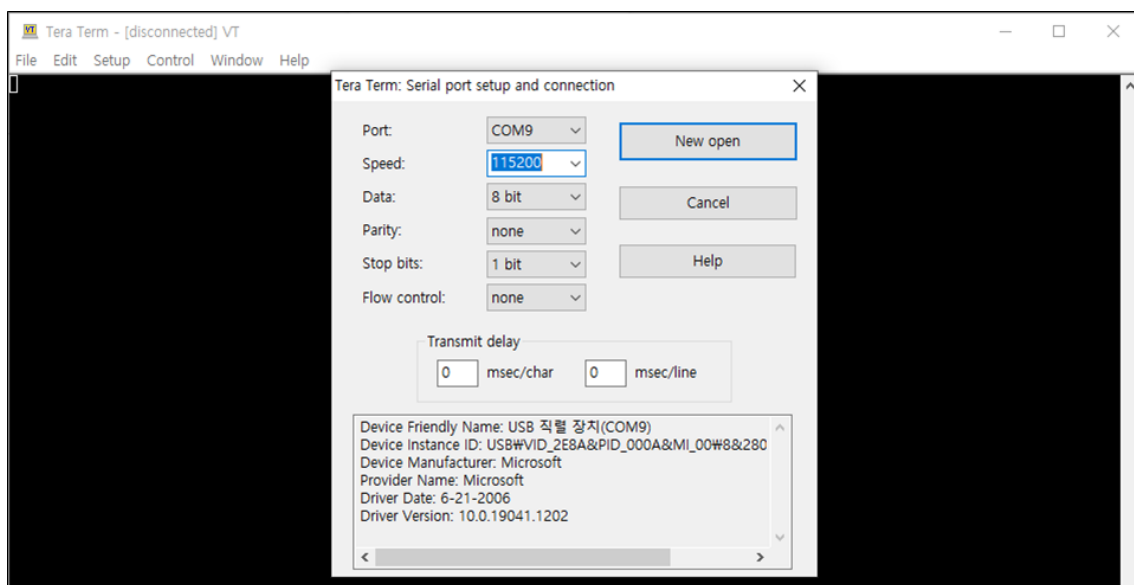 Tera Term - [disconnected] VT
File Edit Setup Control Window Help
Tera Term: Serial port setup and connection
Port: COM9 New open
Speed: 115200
Data: 8 bit Cancel
Parity: none
Stop bits: 1 bit Help
Flow control: none
Transmit delay
0 msec/char 0 msec/line
Device Friendly Name: USB 직렬 장치(COM9)
Device Instance ID: USB₩VID_2E8A&PID_000A&MI_00₩8&280
Device Manufacturer: Microsoft
Provider Name: Microsoft
Driver Date: 6-21-2006
Driver Version: 10.0.19041.1202